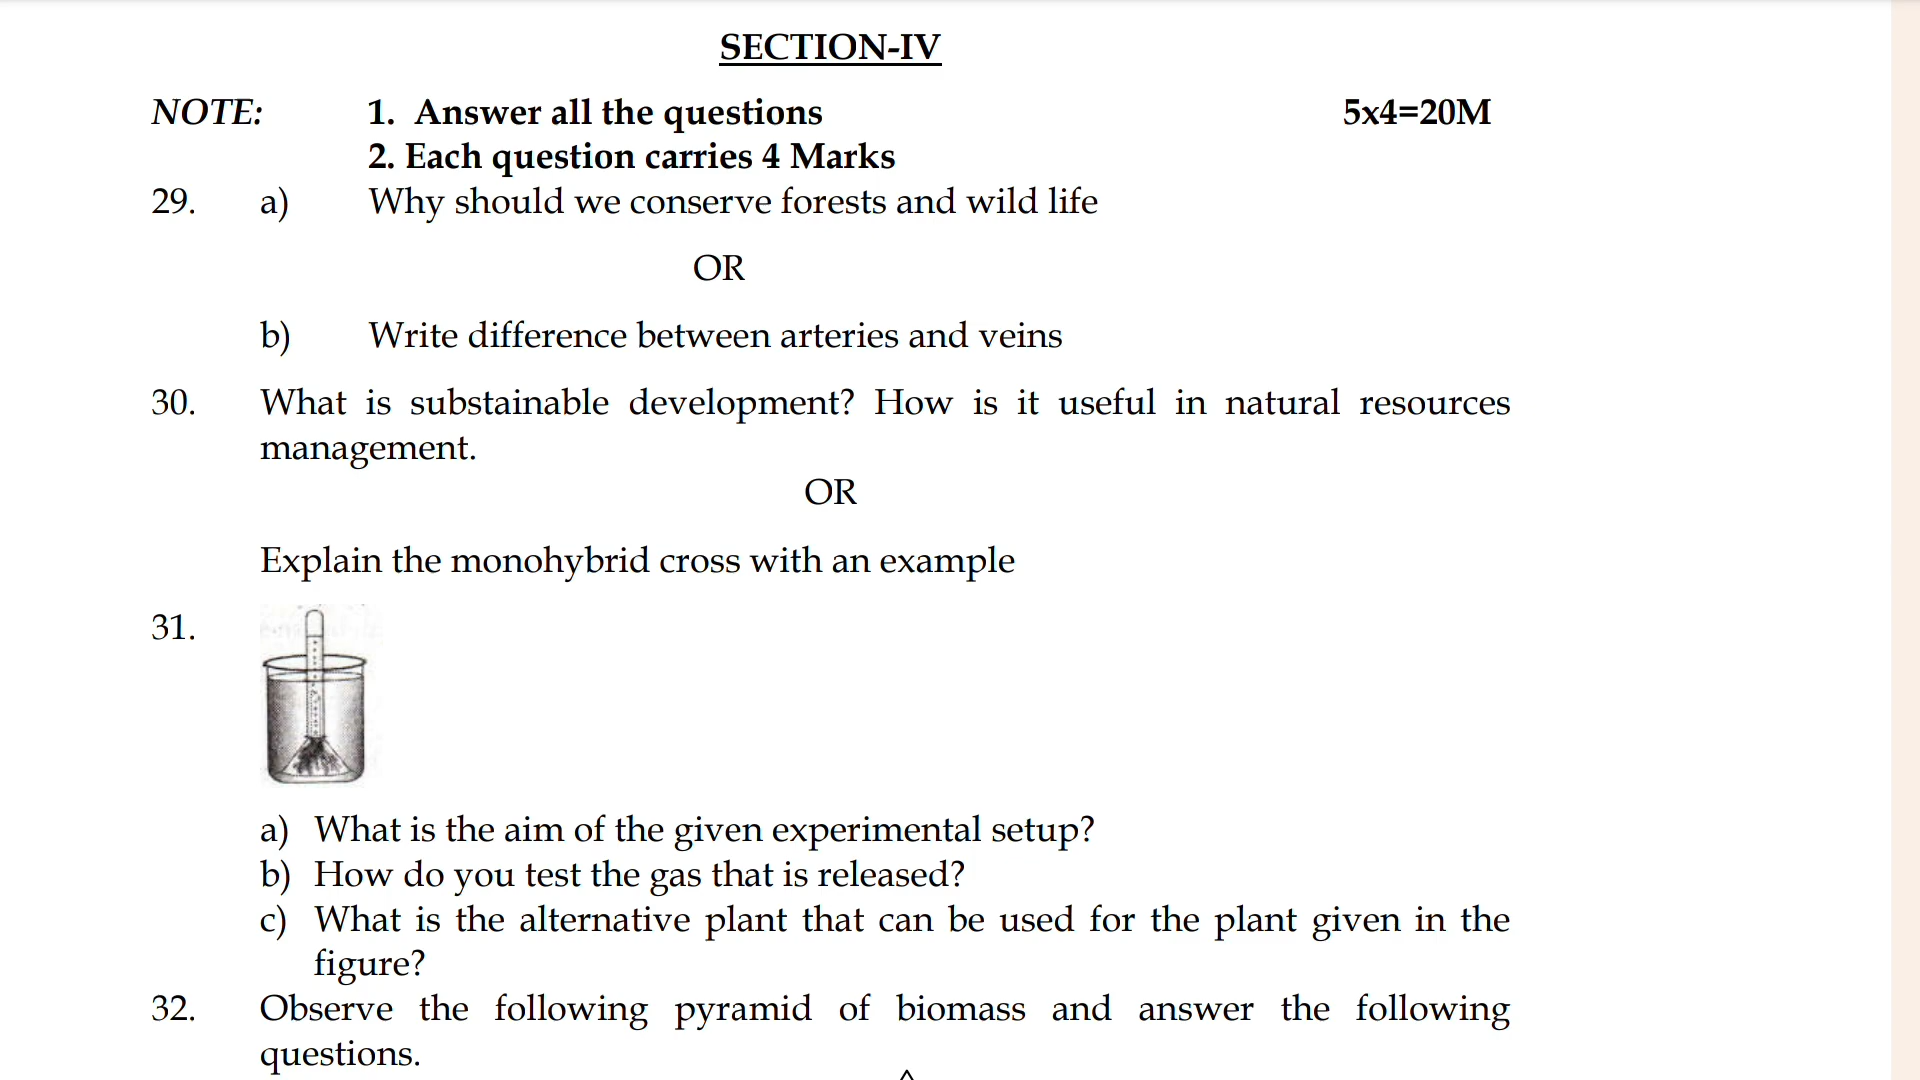 SECTION-IV
NOTE: 1. Answer all the questions 5x4=20M
2. Each question carries 4 Marks
29. a) Why should we conserve forests and wild life
OR
b) Write difference between arteries and veins
30. What is substainable development? How is it useful in natural resources
management.
OR
Explain the monohybrid cross with an example
31.
a) What is the aim of the given experimental setup?
b) How do you test the gas that is released?
c) What is the alternative plant that can be used for the plant given in the
figure?
32. Observe the following pyramid of biomass and answer the following
questions.